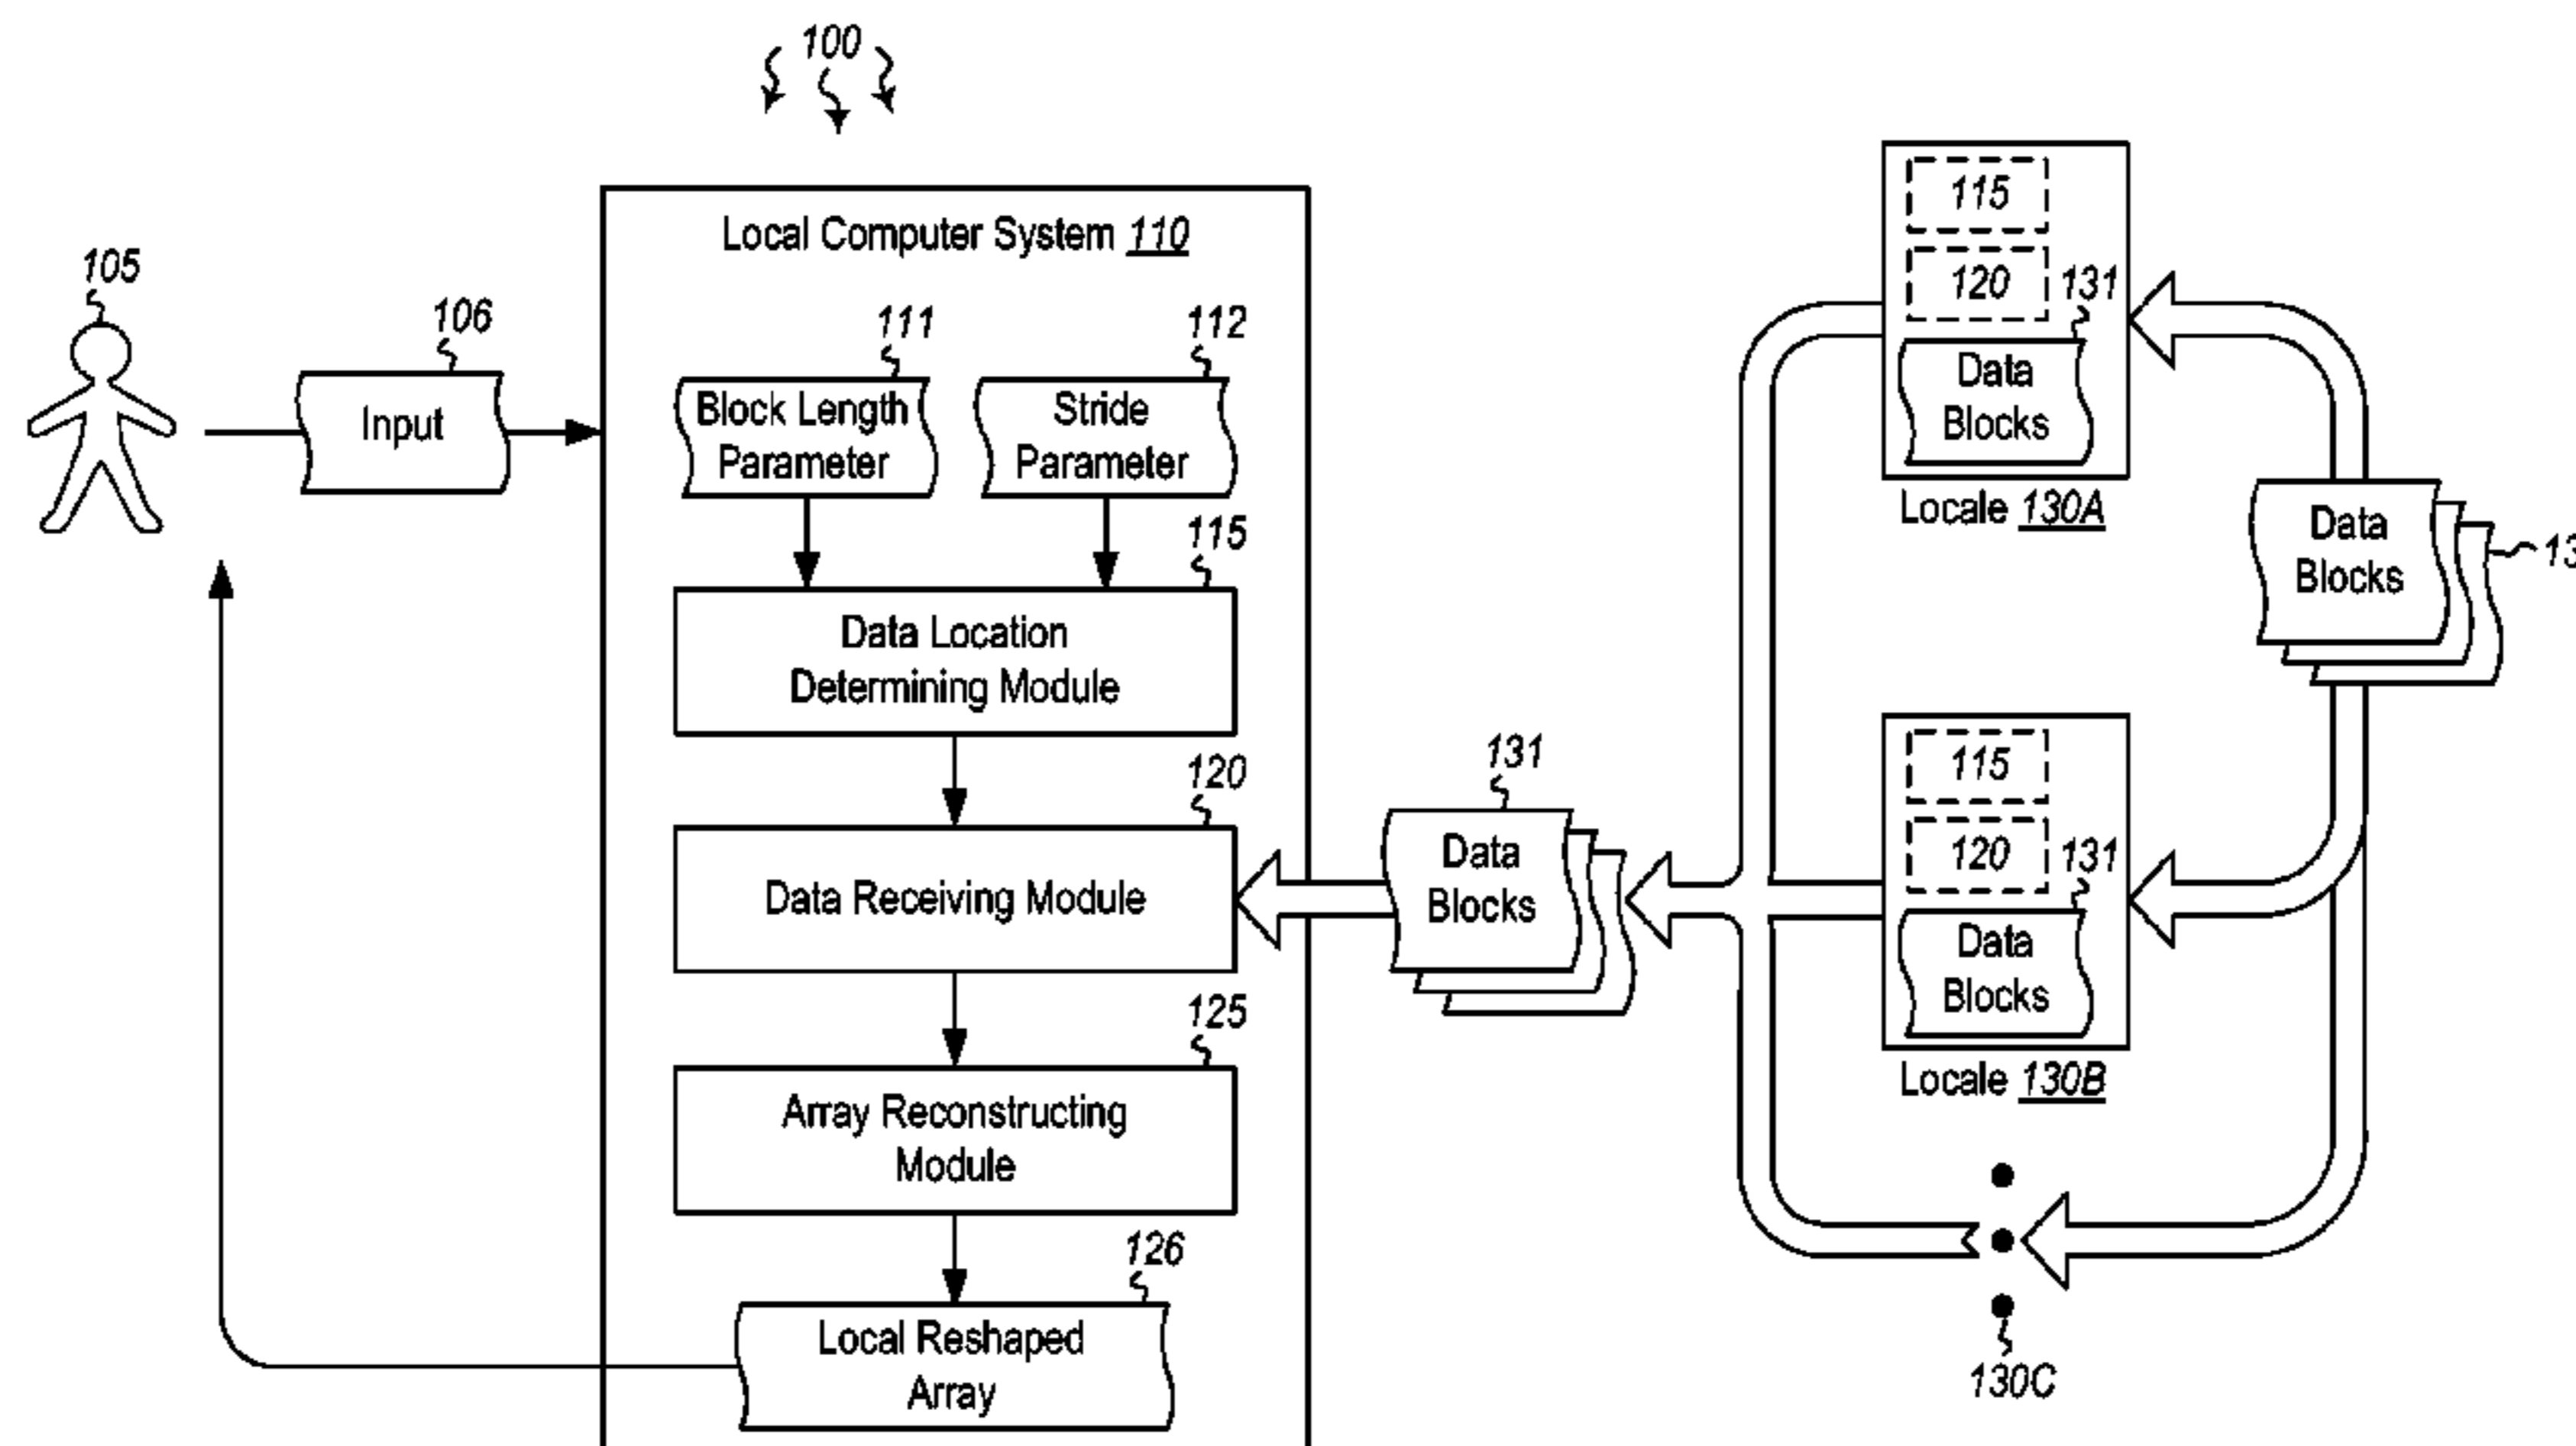 100
Local Computer System 110
105
106
Input
111
112
Block Length
Parameter
Stride
Parameter
115
Data Location
Determining Module
120
Data Receiving Module
125
Array Reconstructing
Module
126
Local Reshaped
Array
131
Data
Blocks
115
120
131
Data
Blocks
Locale 130A
Data
Blocks
115
120
131
Data
Blocks
Locale 130B
130C